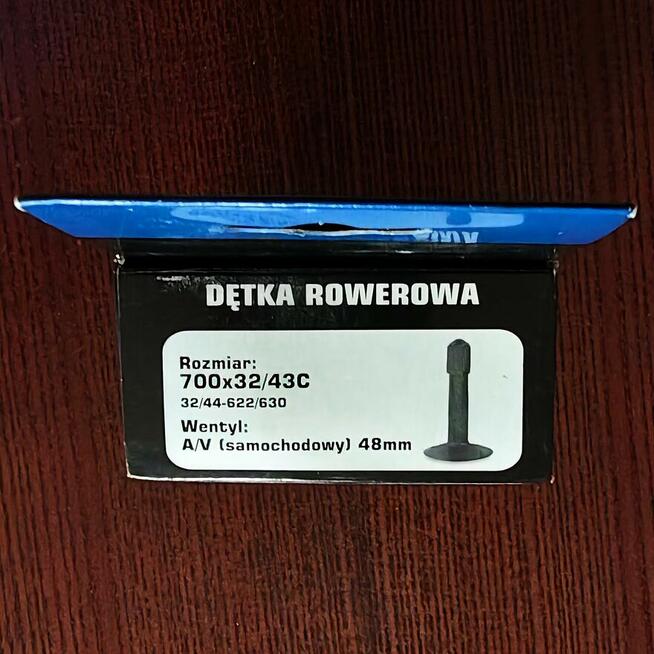 DĘTKA ROWEROWA
Rozmiar:
700x32/43C
32/44-622/630
Wentyl:
A/V (samochodowy) 48mm